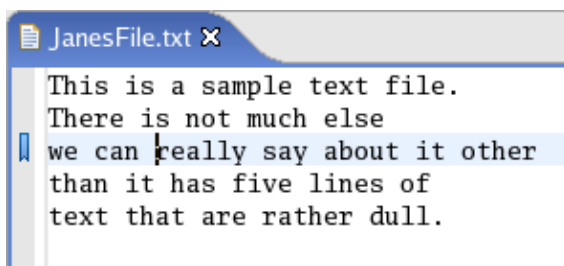 JanesFile.txt
This is a sample text file.
There is not much else
we can really say about it other
than it has five lines of
text that are rather dull.